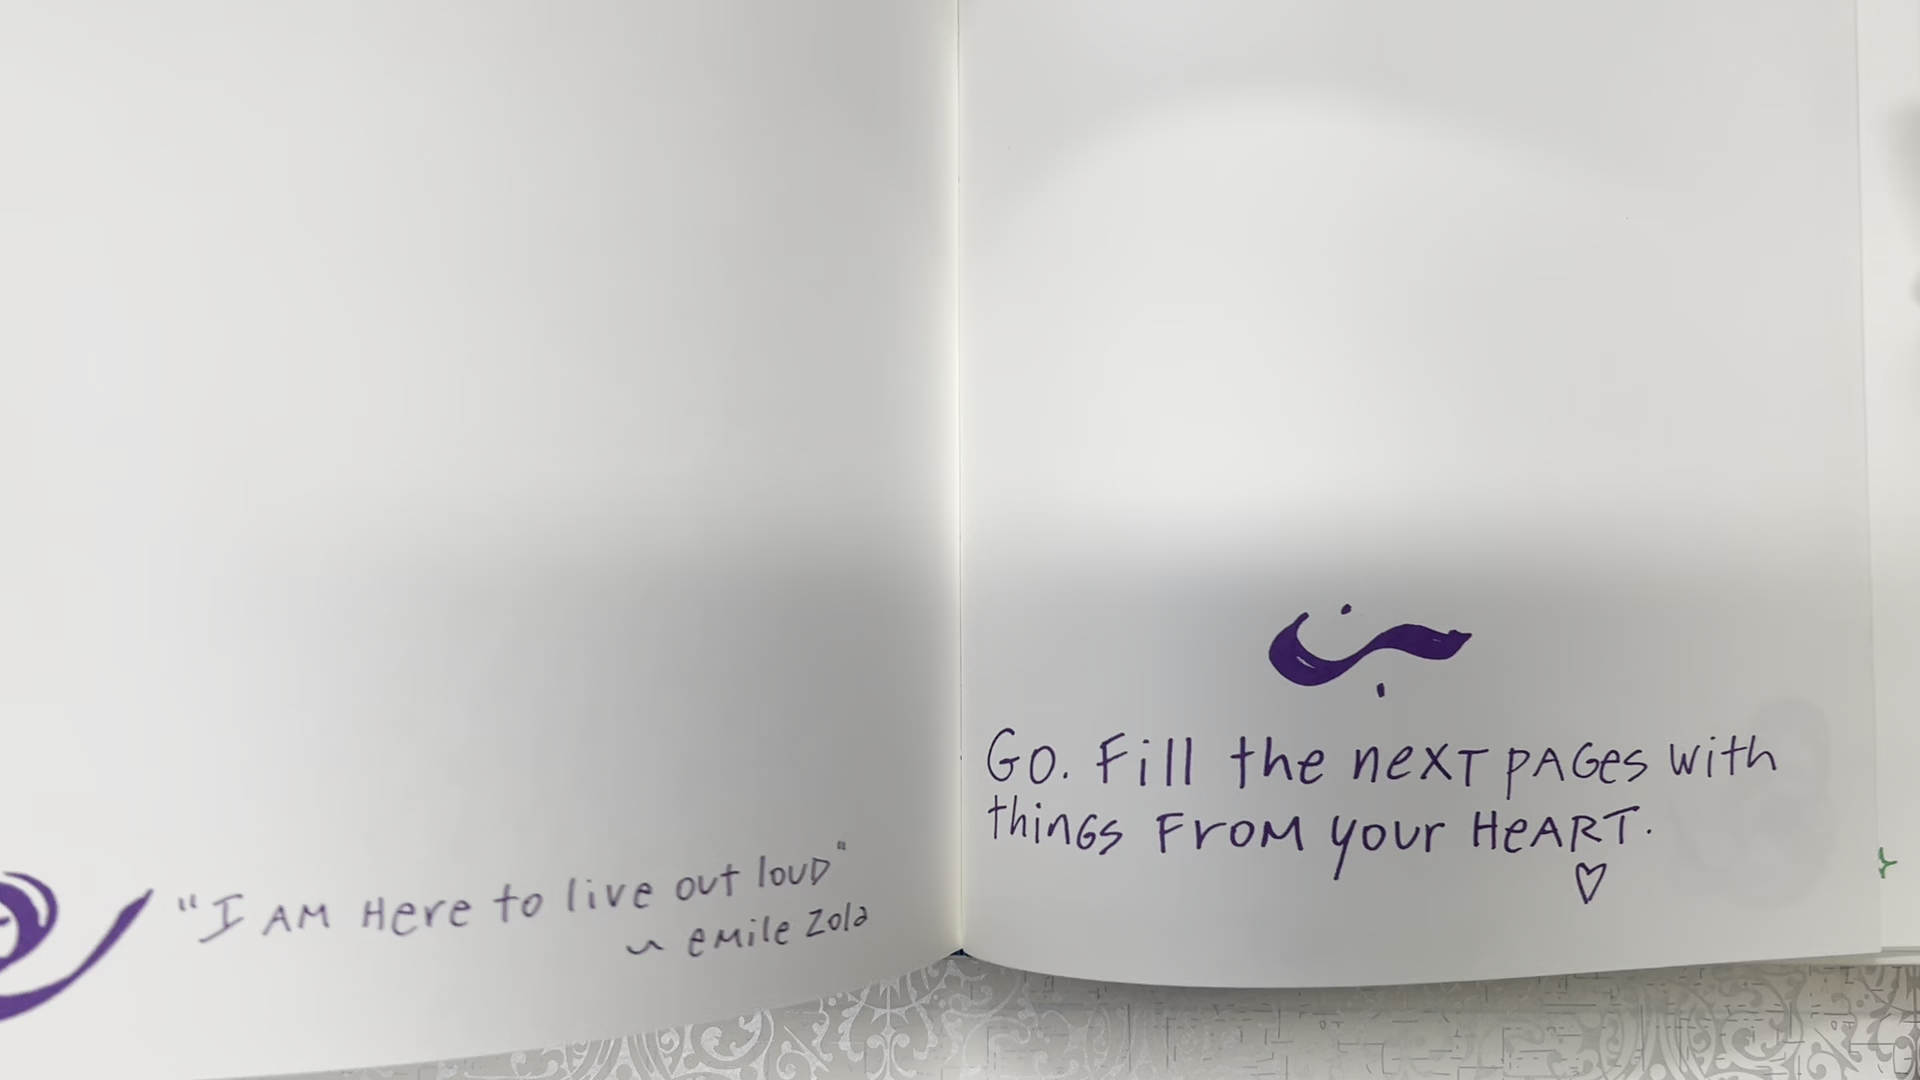 "I AM Here to live out loud"
~ emile Zola
Go. Fill the next pages with
things from your HeART.